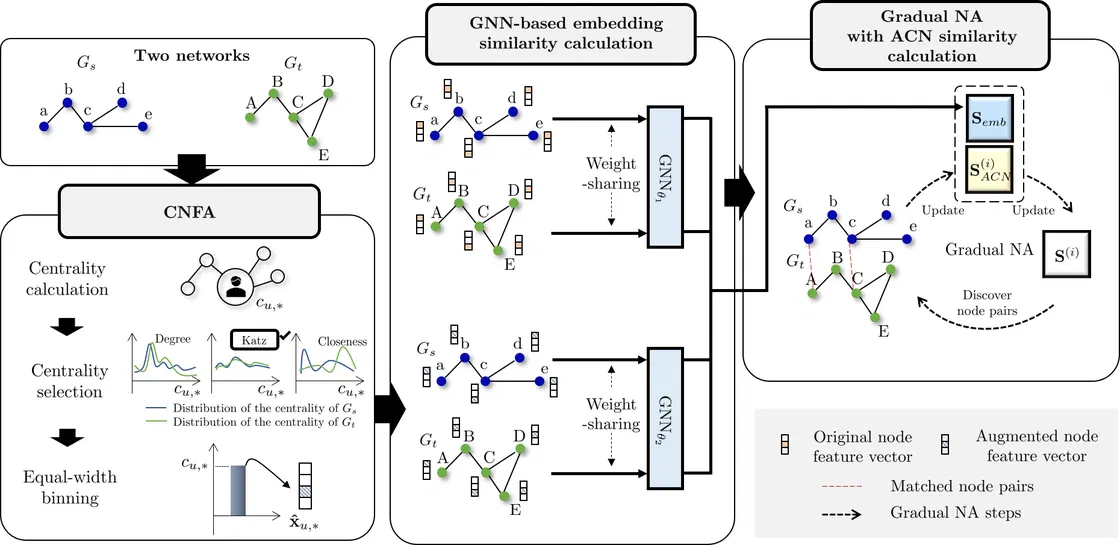 Two networks
G_s
a
b
c
d
e
G_t
A
B
C
D
E
CNFA
Centrality
calculation
c_{u,*}
Centrality
selection
Degree
c_{u,*}
Katz
c_{u,*}
Closeness
c_{u,*}
Distribution of the centrality of G_s
Distribution of the centrality of G_t
Equal-width
binning
c_{u,*}
x̂_{u,*}
GNN-based embedding
similarity calculation
G_s
a
b
c
d
e
G_t
A
B
C
D
E
Weight
-sharing
GNN_{θ_1}
G_s
a
b
c
d
e
G_t
A
B
C
D
E
Weight
-sharing
GNN_{θ_2}
Gradual NA
with ACN similarity
calculation
S_{emb}
S_{ACN}^{(i)}
Update
Update
G_s
a
b
c
d
e
G_t
A
B
C
D
E
Gradual NA
S^{(i)}
Discover
node pairs
Original node
feature vector
Augmented node
feature vector
Matched node pairs
Gradual NA steps